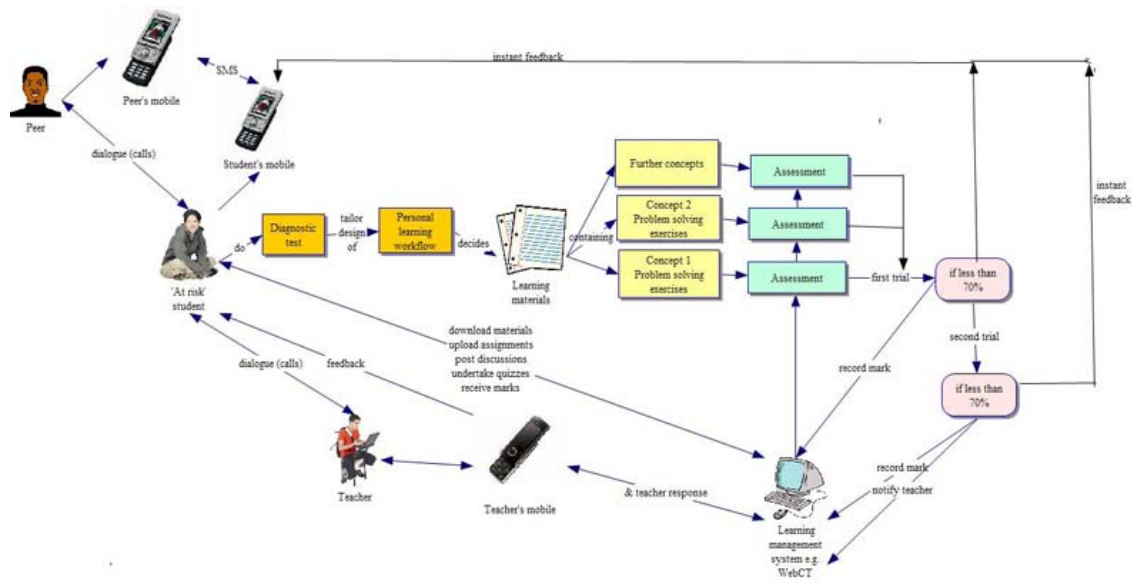 instant feedback
SMS
Peer's mobile
Peer
dialogue (calls)
Student's mobile
Further concepts
Assessment
instant
feedback
Concept 2
Problem solving
exercises
Assessment
Diagnostic
test
tailor
design
of
Personal
learning
workflow
do
decides
containing
Learning
materials
Concept 1
Problem solving
exercises
Assessment
first trial
if less than
70%
'At risk'
student
download materials
upload assignments
post discussions
undertake quizzes
receive marks
second trial
dialogue (calls)
feedback
record mark
if less than
70%
record mark
notify teacher
Teacher
Teacher's mobile
& teacher response
Learning
management
system e.g.
WebCT